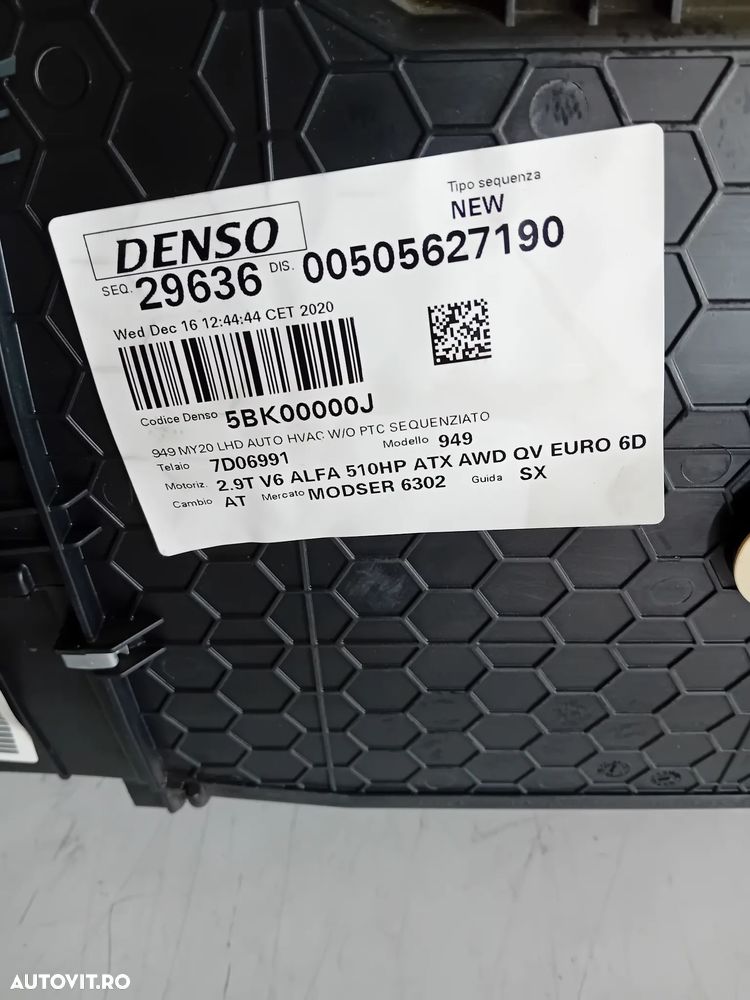 Tipo sequenza
NEW
DENSO
SEQ. 29636 DIS. 00505627190
Wed Dec 16 12:44:44 CET 2020
Codice Denso 5BK00000J
949 MY20 LHD AUTO HVAC W/O PTC SEQUENZIATO
Telaio 7D06991 Modello 949
Motoriz. 2.9T V6 ALFA 510HP ATX AWD QV EURO 6D
Cambio AT Mercato MODSER 6302 Guida SX
AUTOVIT.RO